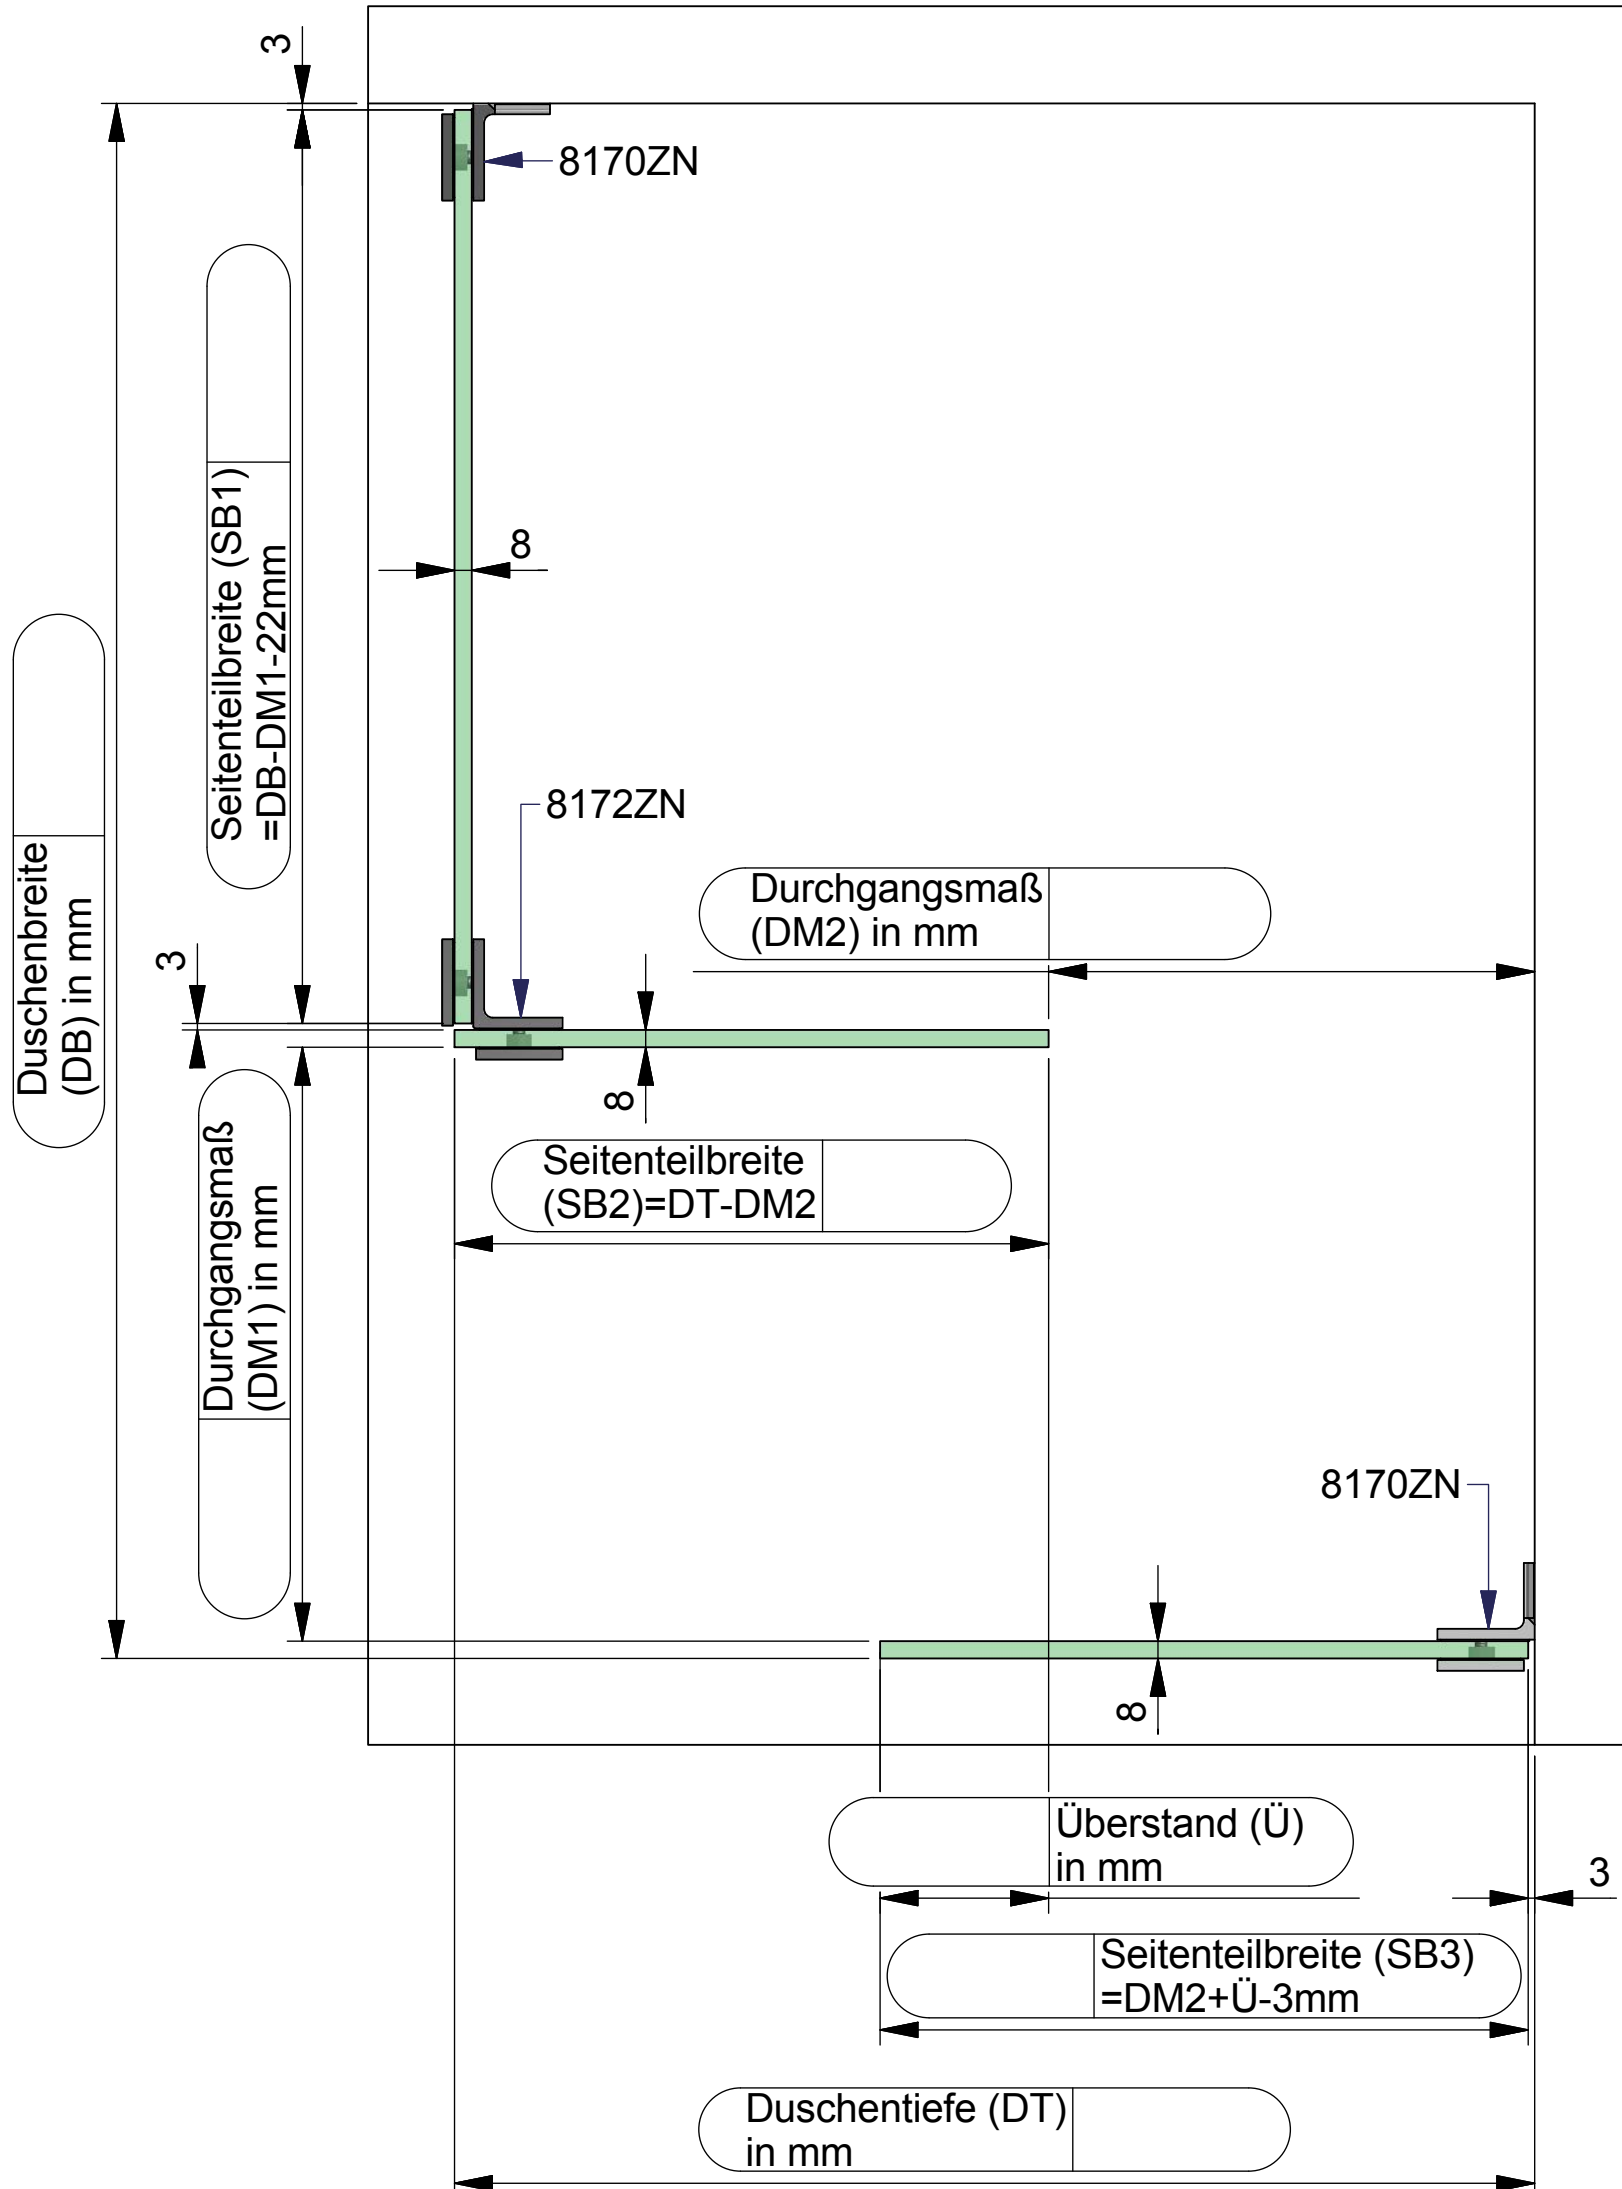 3
8170ZN
Seitenteilbreite (SB1)
=DB-DM1-22mm
8
8172ZN
Duschenbreite
(DB) in mm
Durchgangsmaß
(DM2) in mm
3
8
Seitenteilbreite
(SB2)=DT-DM2
Durchgangsmaß
(DM1) in mm
8170ZN
8
Überstand (Ü)
in mm
3
Seitenteilbreite (SB3)
=DM2+Ü-3mm
Duschentiefe (DT)
in mm